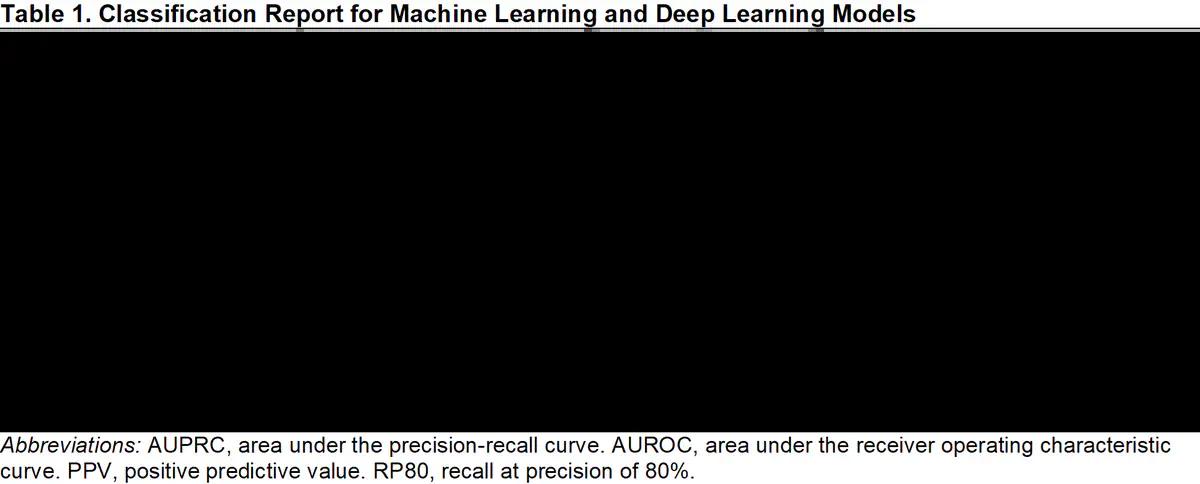 Table 1. Classification Report for Machine Learning and Deep Learning Models
Abbreviations: AUPRC, area under the precision-recall curve. AUROC, area under the receiver operating characteristic
curve. PPV, positive predictive value. RP80, recall at precision of 80%.